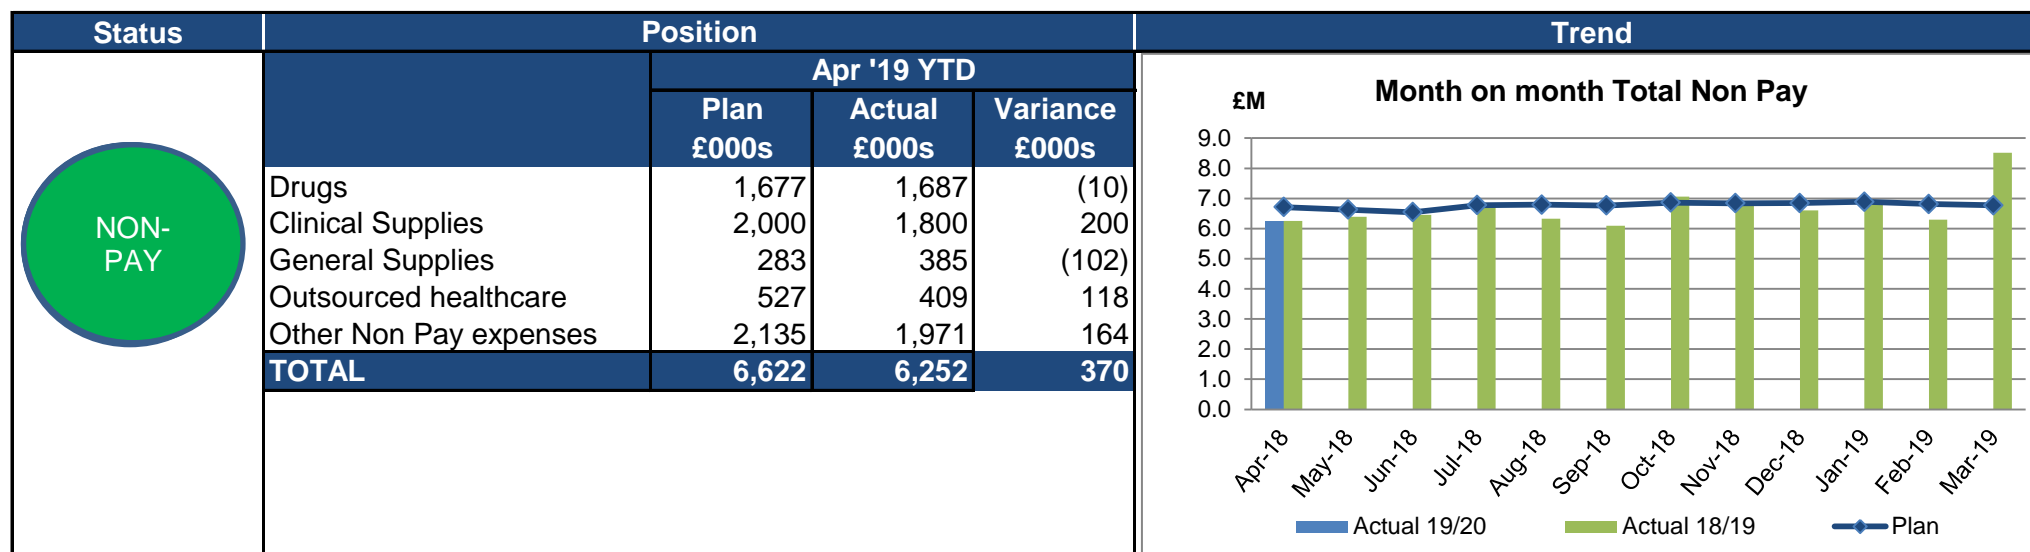 Status Position Trend
Apr '19 YTD
Plan Actual Variance
£000s £000s £000s
NON-
PAY
Drugs 1,677 1,687 (10)
Clinical Supplies 2,000 1,800 200
General Supplies 283 385 (102)
Outsourced healthcare 527 409 118
Other Non Pay expenses 2,135 1,971 164
TOTAL 6,622 6,252 370
£M Month on month Total Non Pay
9.0
8.0
7.0
6.0
5.0
4.0
3.0
2.0
1.0
0.0
Apr-18 May-18 Jun-18 Jul-18 Aug-18 Sep-18 Oct-18 Nov-18 Dec-18 Jan-19 Feb-19 Mar-19
Actual 19/20 Actual 18/19 Plan